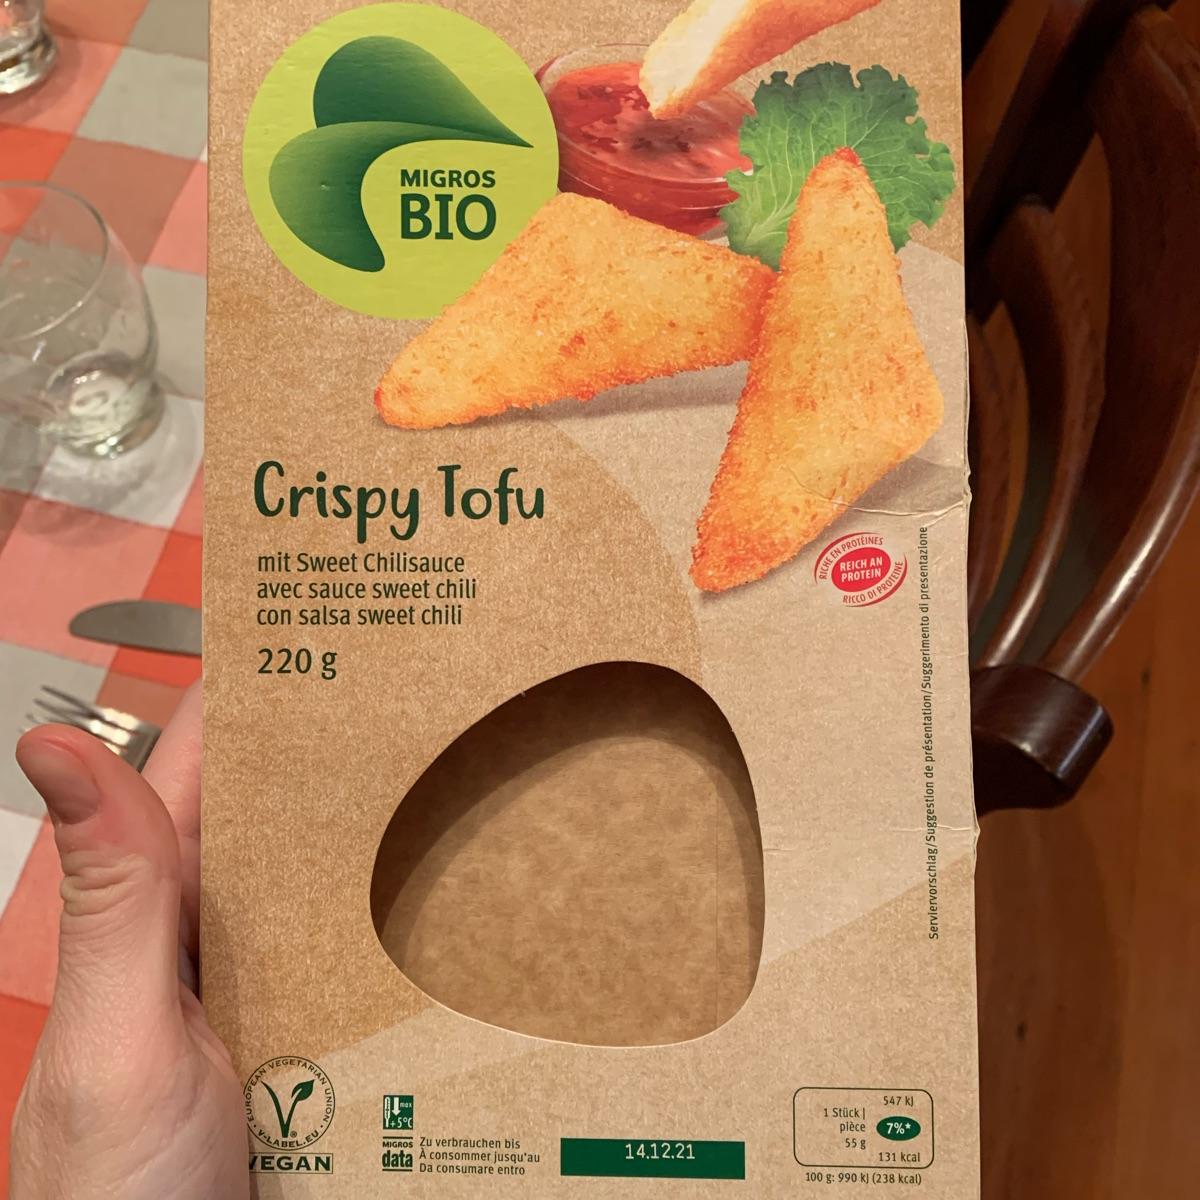 MIGROS
BIO
Crispy Tofu
mit Sweet Chilisauce
avec sauce sweet chili
con salsa sweet chili
220 g
RICHE EN PROTÉINES
REICH AN
PROTEIN
RICCO DI PROTEINE
Serviervorschlag/Suggestion de présentation/Suggerimento di presentazione
EUROPEAN VEGETARIAN UNION
V-LABEL.EU
VEGAN
max
+5°C
MIGROS
data
Zu verbrauchen bis
À consommer jusqu'au
Da consumare entro
14.12.21
547 kJ
1 Stück |
pièce
55 g
7%*
131 kcal
100 g: 990 kJ (238 kcal)